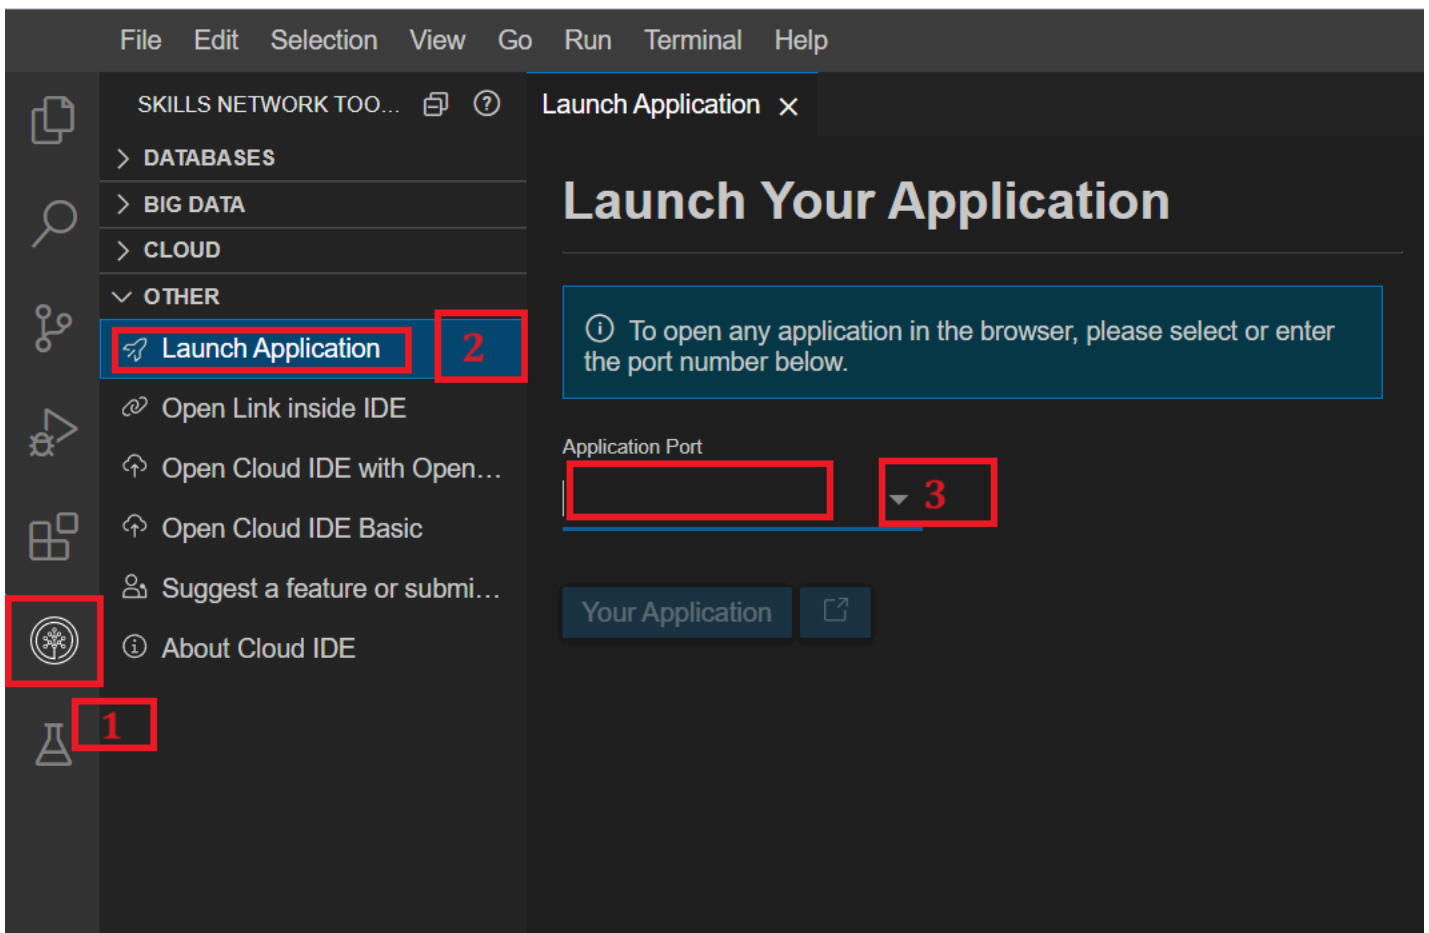 File Edit Selection View Go Run Terminal Help
SKILLS NETWORK TOO...
Launch Application
DATABASES
BIG DATA
CLOUD
OTHER
Launch Application 2
Open Link inside IDE
Open Cloud IDE with Open...
Open Cloud IDE Basic
Suggest a feature or submi...
About Cloud IDE
1
Launch Your Application
To open any application in the browser, please select or enter
the port number below.
Application Port
3
Your Application